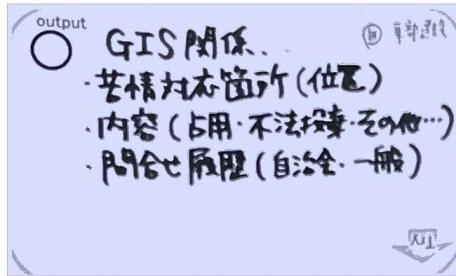 output
GIS関係、
・苦情対応箇所(位区)
・内容(占用・不法投棄・その他…)
・問合せ履歴(自治会・一般)